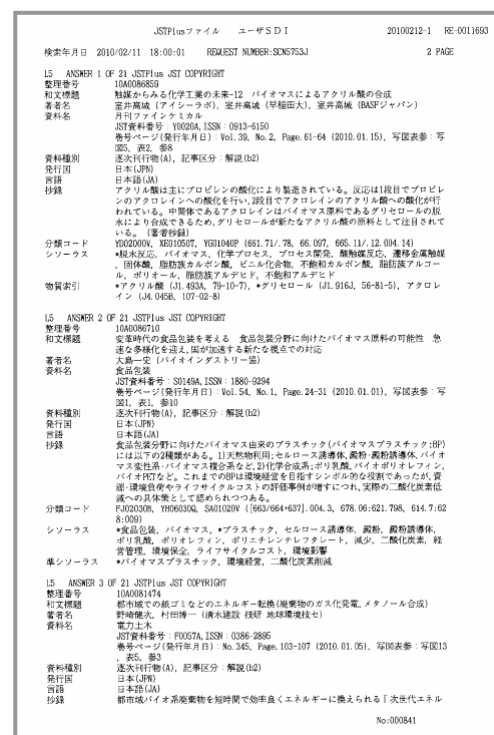 JSTPlusファイル　ユーザSDI 20100212-1 RE-0011693
検索年月日 2010/02/11 18:00:01 REQUEST NUMBER:SCN5753J 2 PAGE
L5 ANSWER 1 OF 21 JSTPlus JST COPYRIGHT
整理番号 10A0086859
和文標題 触媒からみる化学工業の未来-12 バイオマスによるアクリル酸の合成
著者名 室井高城 (アイシーラボ), 室井高城 (早稲田大), 室井高城 (BASFジャパン)
資料名 月刊ファインケミカル
JST資料番号：Y0020A, ISSN：0913-6150
巻号ページ(発行年月日)：Vol.39, No.2, Page.61-64 (2010.01.15), 写図表参：写
図5, 表2, 参8
資料種別 逐次刊行物(A), 記事区分：解説(b2)
発行国 日本(JPN)
言語 日本語(JA)
抄録 アクリル酸は主にプロピレンの酸化により製造されている。反応は1段目でプロピレ
ンのアクロレインへの酸化を行い,2段目でアクロレインのアクリル酸への酸化が行
われている。中間体であるアクロレインはバイオマス原料であるグリセロールの脱
水により合成できるため,グリセロールが新たなアクリル酸の原料として注目されて
いる。(著者抄録)
分類コード YD02000V, XE01050T, YG01040P (661.71/.78, 66.097, 665.11/.12.094.14)
シソーラス *脱水反応, バイオマス, 化学プロセス, プロセス開発, 酸触媒反応, 遷移金属触媒
, 固体酸, 脂肪族カルボン酸, ビニル化合物, 不飽和カルボン酸, 脂肪族アルコー
ル, ポリオール, 脂肪族アルデヒド, 不飽和アルデヒド
物質索引 *アクリル酸 (J1.493A, 79-10-7), *グリセロール (J1.916J, 56-81-5), アクロレ
イン (J4.045B, 107-02-8)
L5 ANSWER 2 OF 21 JSTPlus JST COPYRIGHT
整理番号 10A0086710
和文標題 変革時代の食品包装を考える 食品包装分野に向けたバイオマス原料の可能性 急
速な多様化を迎え,国が加速する新たな視点での対応
著者名 大島一史 (バイオインダストリー協)
資料名 食品包装
JST資料番号：S0149A, ISSN：1880-9294
巻号ページ(発行年月日)：Vol.54, No.1, Page.24-31 (2010.01.01), 写図表参：写
図1, 表1, 参10
資料種別 逐次刊行物(A), 記事区分：解説(b2)
発行国 日本(JPN)
言語 日本語(JA)
抄録 食品包装分野に向けたバイオマス由来のプラスチック(バイオマスプラスチック;BP)
には以下の2種類がある。1)天然物利用;セルロース誘導体,澱粉・澱粉誘導体,バイオ
マス変性系・バイオマス複合系など,2)化学合成系;ポリ乳酸,バイオポリオレフィン,
バイオPETなど。これまでのBPは環境経営を目指すシンボル的な役割であったが,資
源・環境負荷やライフサイクルコストの評価事例が増すにつれ,実際の二酸化炭素低
減への具体策として認められつつある。
分類コード FJ02030B, YH06030Q, SA01020V ([663/664+637].004.3, 678.06:621.798, 614.7:62
8:009)
シソーラス *食品包装, バイオマス, *プラスチック, セルロース誘導体, 澱粉, 澱粉誘導体,
ポリ乳酸, ポリオレフィン, ポリエチレンテレフタレート, 減少, 二酸化炭素, 経
営管理, 環境保全, ライフサイクルコスト, 環境影響
準シソーラス *バイオマスプラスチック, 環境経営, 二酸化炭素削減
L5 ANSWER 3 OF 21 JSTPlus JST COPYRIGHT
整理番号 10A0081474
和文標題 都市域での紙ゴミなどのエネルギー転換(廃棄物のガス化発電,メタノール合成)
著者名 野崎健次, 村田博一 (清水建設 技研 地球環境技セ)
資料名 電力土木
JST資料番号：F0057A, ISSN：0386-2895
巻号ページ(発行年月日)：No.345, Page.103-107 (2010.01.05), 写図表参：写図13
, 表5, 参3
資料種別 逐次刊行物(A), 記事区分：解説(b2)
発行国 日本(JPN)
言語 日本語(JA)
抄録 都市域バイオ系廃棄物を短時間で効率良くエネルギーに換えられる「次世代エネル
No:000841